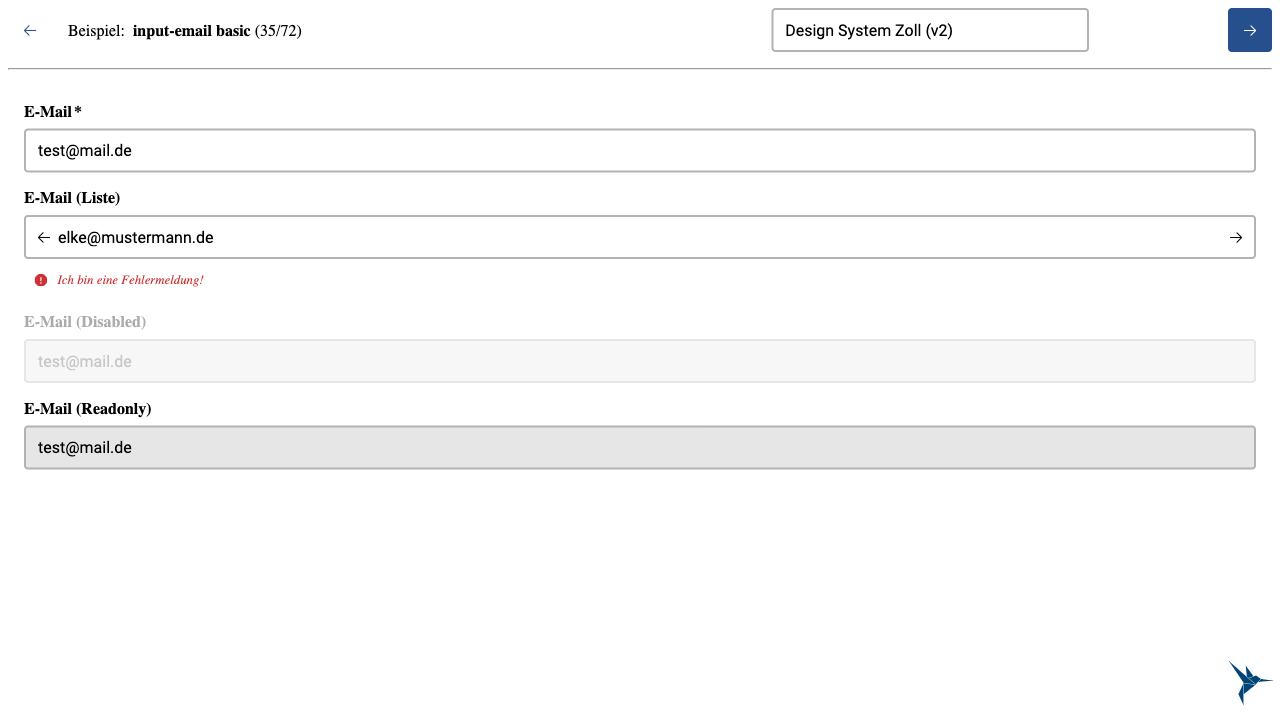 ← Beispiel: input-email basic (35/72) Design System Zoll (v2) →
E-Mail*
test@mail.de
E-Mail (Liste)
← elke@mustermann.de →
Ich bin eine Fehlermeldung!
E-Mail (Disabled)
test@mail.de
E-Mail (Readonly)
test@mail.de